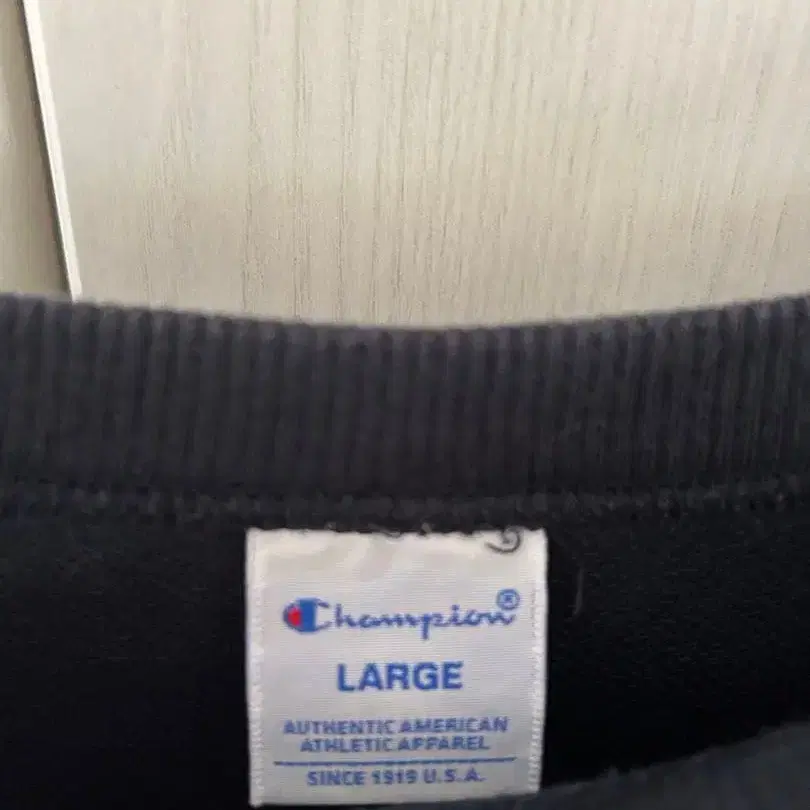 Champion®
LARGE
AUTHENTIC AMERICAN
ATHLETIC APPAREL
SINCE 1919 U.S.A.